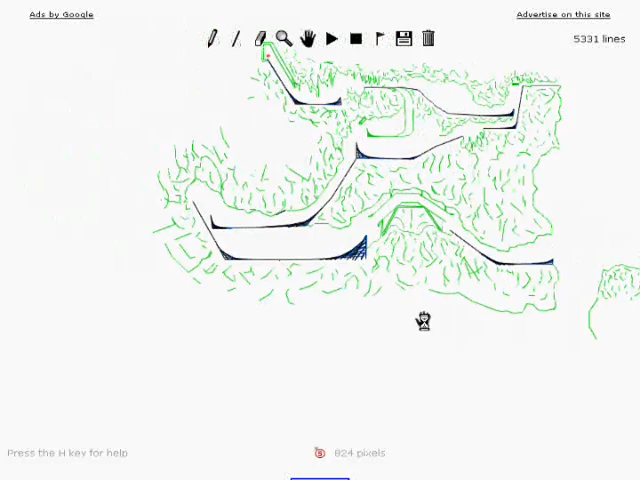 Ads by Google
Advertise on this site
5331 lines
Press the H key for help
824 pixels